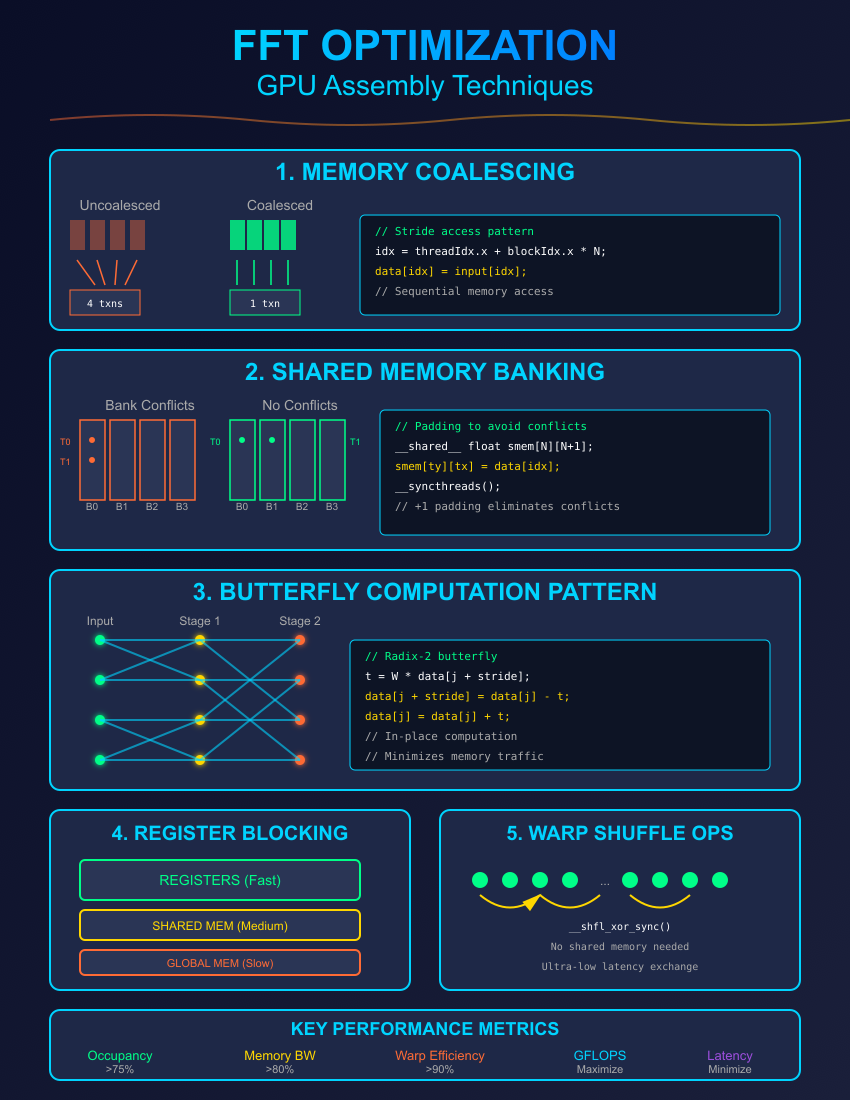 FFT OPTIMIZATION
GPU Assembly Techniques
1. MEMORY COALESCING
Uncoalesced
Coalesced
4 txns
1 txn
// Stride access pattern
idx = threadIdx.x + blockIdx.x * N;
data[idx] = input[idx];
// Sequential memory access
2. SHARED MEMORY BANKING
Bank Conflicts
No Conflicts
T0
T1
B0 B1 B2 B3
T0
T1
B0 B1 B2 B3
// Padding to avoid conflicts
__shared__ float smem[N][N+1];
smem[ty][tx] = data[idx];
__syncthreads();
// +1 padding eliminates conflicts
3. BUTTERFLY COMPUTATION PATTERN
Input Stage 1 Stage 2
// Radix-2 butterfly
t = W * data[j + stride];
data[j + stride] = data[j] - t;
data[j] = data[j] + t;
// In-place computation
// Minimizes memory traffic
4. REGISTER BLOCKING
REGISTERS (Fast)
SHARED MEM (Medium)
GLOBAL MEM (Slow)
5. WARP SHUFFLE OPS
...
__shfl_xor_sync()
No shared memory needed
Ultra-low latency exchange
KEY PERFORMANCE METRICS
Occupancy Memory BW Warp Efficiency GFLOPS Latency
>75% >80% >90% Maximize Minimize